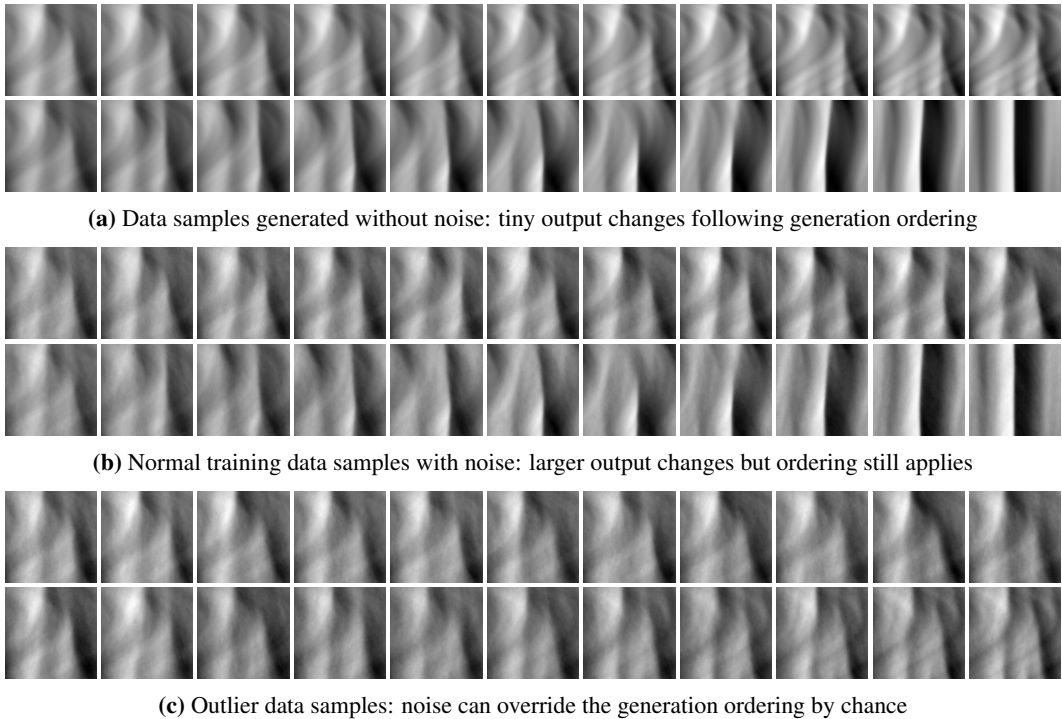 (a) Data samples generated without noise: tiny output changes following generation ordering
(b) Normal training data samples with noise: larger output changes but ordering still applies
(c) Outlier data samples: noise can override the generation ordering by chance